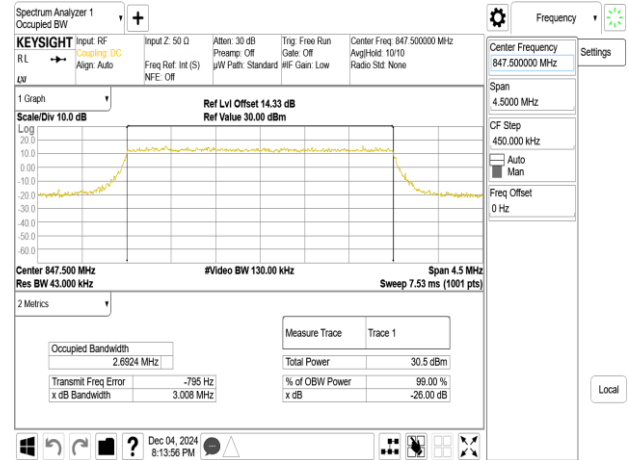 Spectrum Analyzer 1
Occupied BW
Frequency
KEYSIGHT
Input: RF
Coupling: DC
Align: Auto
Input Z: 50 Ω
Freq Ref: Int (S)
NFE: Off
Atten: 30 dB
Preamp: Off
µW Path: Standard
Trig: Free Run
Gate: Off
#IF Gain: Low
Center Freq: 847.500000 MHz
Avg|Hold: 10/10
Radio Std: None
RL
LXI
Center Frequency
847.500000 MHz
Settings
Span
4.5000 MHz
CF Step
450.000 kHz
Auto
Man
Freq Offset
0 Hz
Local
1 Graph
Scale/Div 10.0 dB
Ref Lvl Offset 14.33 dB
Ref Value 30.00 dBm
Log
20.0
10.0
0.00
-10.0
-20.0
-30.0
-40.0
-50.0
-60.0
Center 847.500 MHz
#Video BW 130.00 kHz
Span 4.5 MHz
Res BW 43.000 kHz
Sweep 7.53 ms (1001 pts)
2 Metrics
Measure Trace
Trace 1
Occupied Bandwidth
2.6924 MHz
Total Power
30.5 dBm
Transmit Freq Error
-795 Hz
% of OBW Power
99.00 %
x dB Bandwidth
3.008 MHz
x dB
-26.00 dB
?
Dec 04, 2024
8:13:56 PM